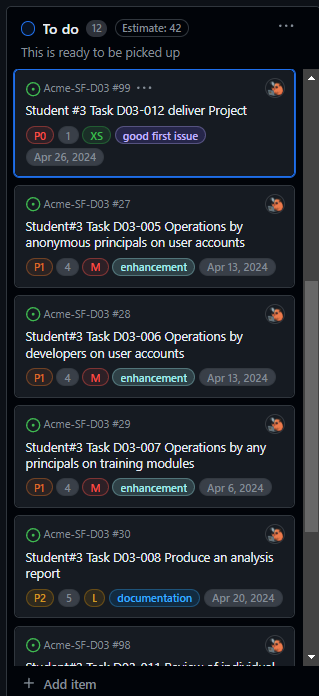 To do 12 Estimate: 42
This is ready to be picked up
Acme-SF-D03 #99
Student #3 Task D03-012 deliver Project
P0 1 XS good first issue
Apr 26, 2024
Acme-SF-D03 #27
Student#3 Task D03-005 Operations by
anonymous principals on user accounts
P1 4 M enhancement Apr 13, 2024
Acme-SF-D03 #28
Student#3 Task D03-006 Operations by
developers on user accounts
P1 4 M enhancement Apr 13, 2024
Acme-SF-D03 #29
Student#3 Task D03-007 Operations by any
principals on training modules
P1 4 M enhancement Apr 6, 2024
Acme-SF-D03 #30
Student#3 Task D03-008 Produce an analysis
report
P2 5 L documentation Apr 20, 2024
Acme-SF-D03 #98
Student#3 Task D03-011 Review of individual
Add item